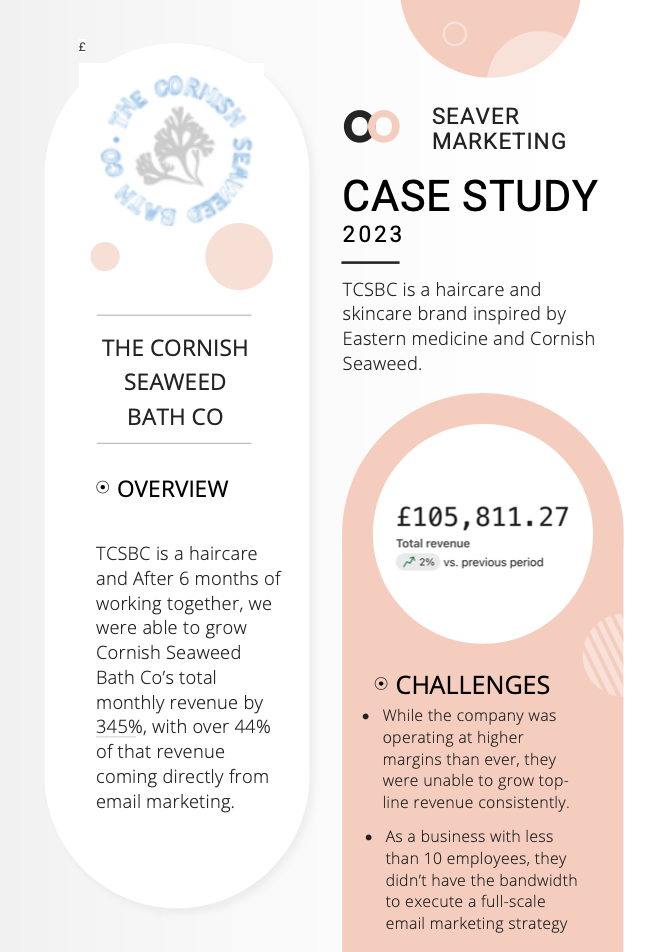 £
THE CORNISH SEAWEED BATH CO •
THE CORNISH
SEAWEED
BATH CO
OVERVIEW
TCSBC is a haircare
and After 6 months of
working together, we
were able to grow
Cornish Seaweed
Bath Co’s total
monthly revenue by
345%, with over 44%
of that revenue
coming directly from
email marketing.
SEAVER
MARKETING
CASE STUDY
2023
TCSBC is a haircare and
skincare brand inspired by
Eastern medicine and Cornish
Seaweed.
£105,811.27
Total revenue
2% vs. previous period
CHALLENGES
• While the company was
operating at higher
margins than ever, they
were unable to grow top-
line revenue consistently.
• As a business with less
than 10 employees, they
didn’t have the bandwidth
to execute a full-scale
email marketing strategy